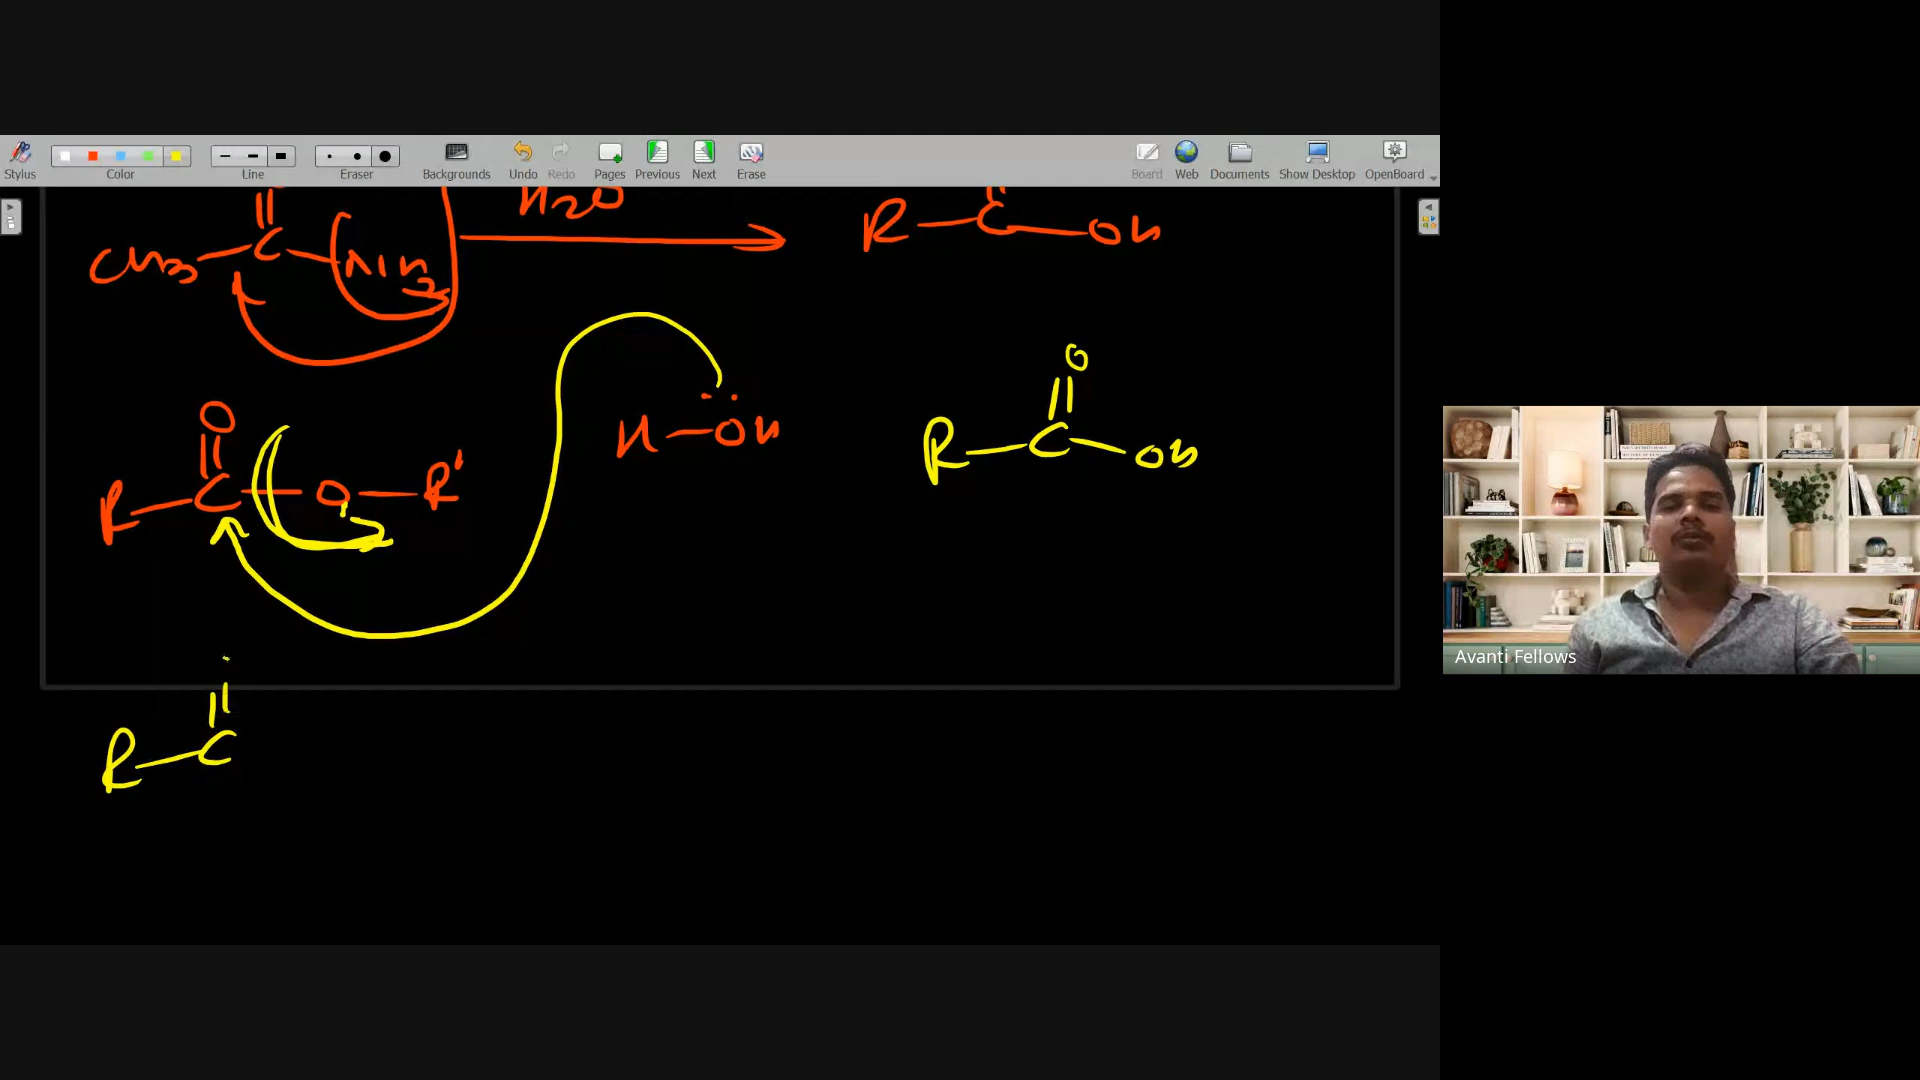 Stylus Color Line Eraser Backgrounds Undo Redo Pages Previous Next Erase Board Web Documents Show Desktop OpenBoard
H2O
CH3 — C — NH2
R — C — OH
O
R — C — O — R'
H — OH
O
R — C — OH
R — C
Avanti Fellows